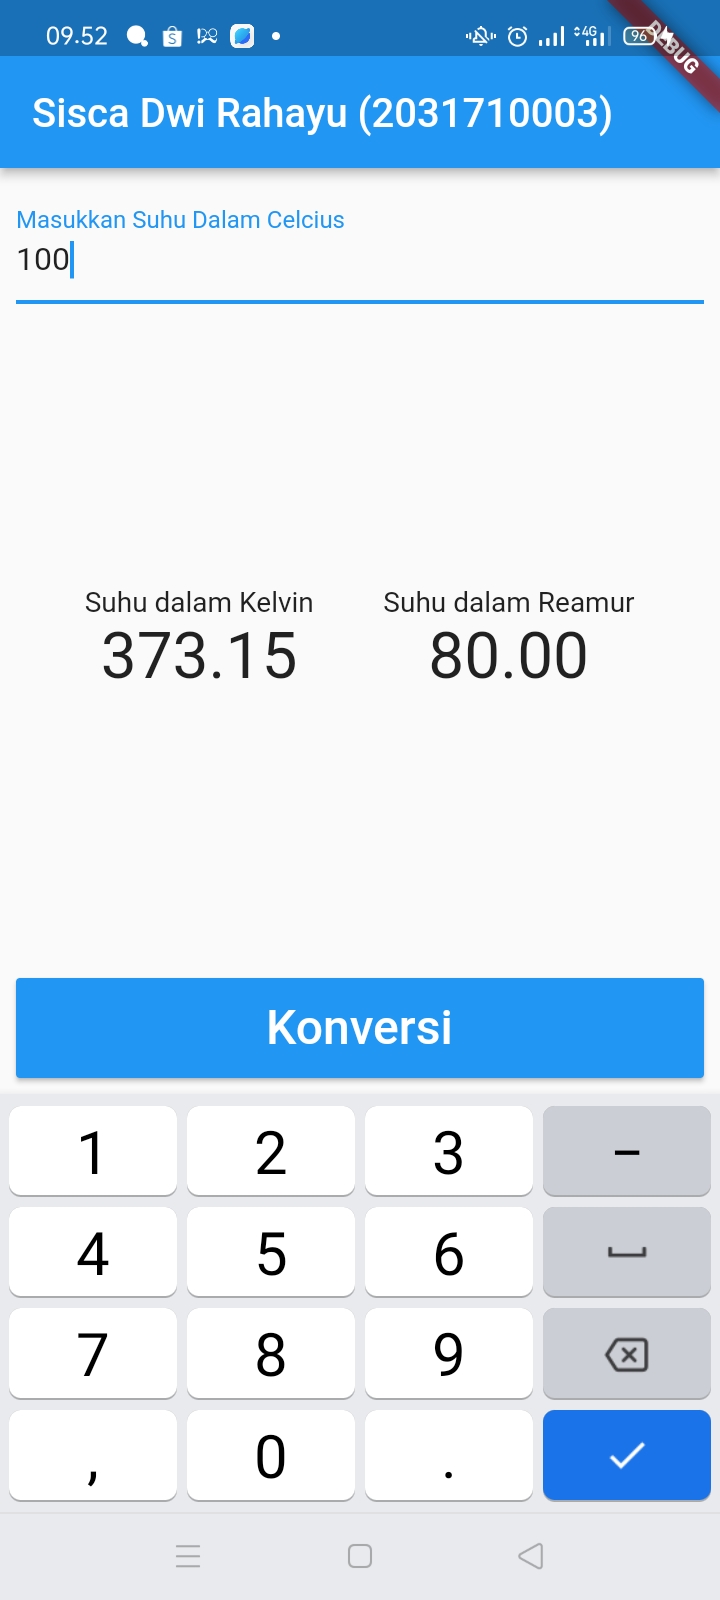 09.52
4G
96
DEBUG
Sisca Dwi Rahayu (2031710003)
Masukkan Suhu Dalam Celcius
100
Suhu dalam Kelvin
Suhu dalam Reamur
373.15
80.00
Konversi
1 2 3 –
4 5 6
7 8 9
, 0 .